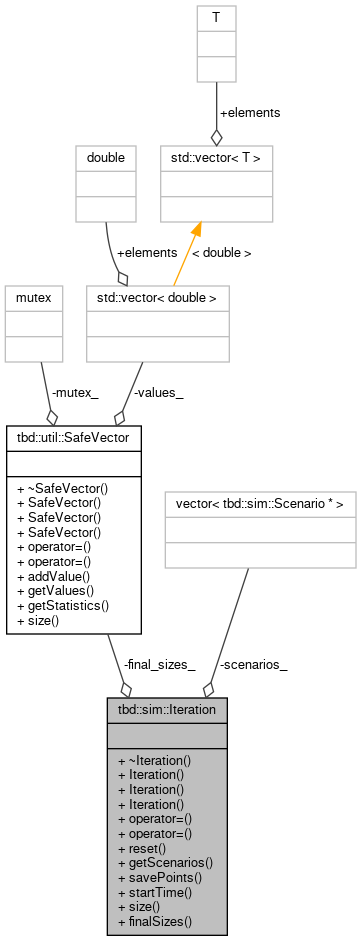 T
+elements
double
std::vector< T >
+elements
< double >
mutex
std::vector< double >
-mutex_
-values_
tbd::util::SafeVector
+ ~SafeVector()
+ SafeVector()
+ SafeVector()
+ SafeVector()
+ operator=()
+ operator=()
+ addValue()
+ getValues()
+ getStatistics()
+ size()
vector< tbd::sim::Scenario * >
-final_sizes_
-scenarios_
tbd::sim::Iteration
+ ~Iteration()
+ Iteration()
+ Iteration()
+ Iteration()
+ operator=()
+ operator=()
+ reset()
+ getScenarios()
+ savePoints()
+ startTime()
+ size()
+ finalSizes()